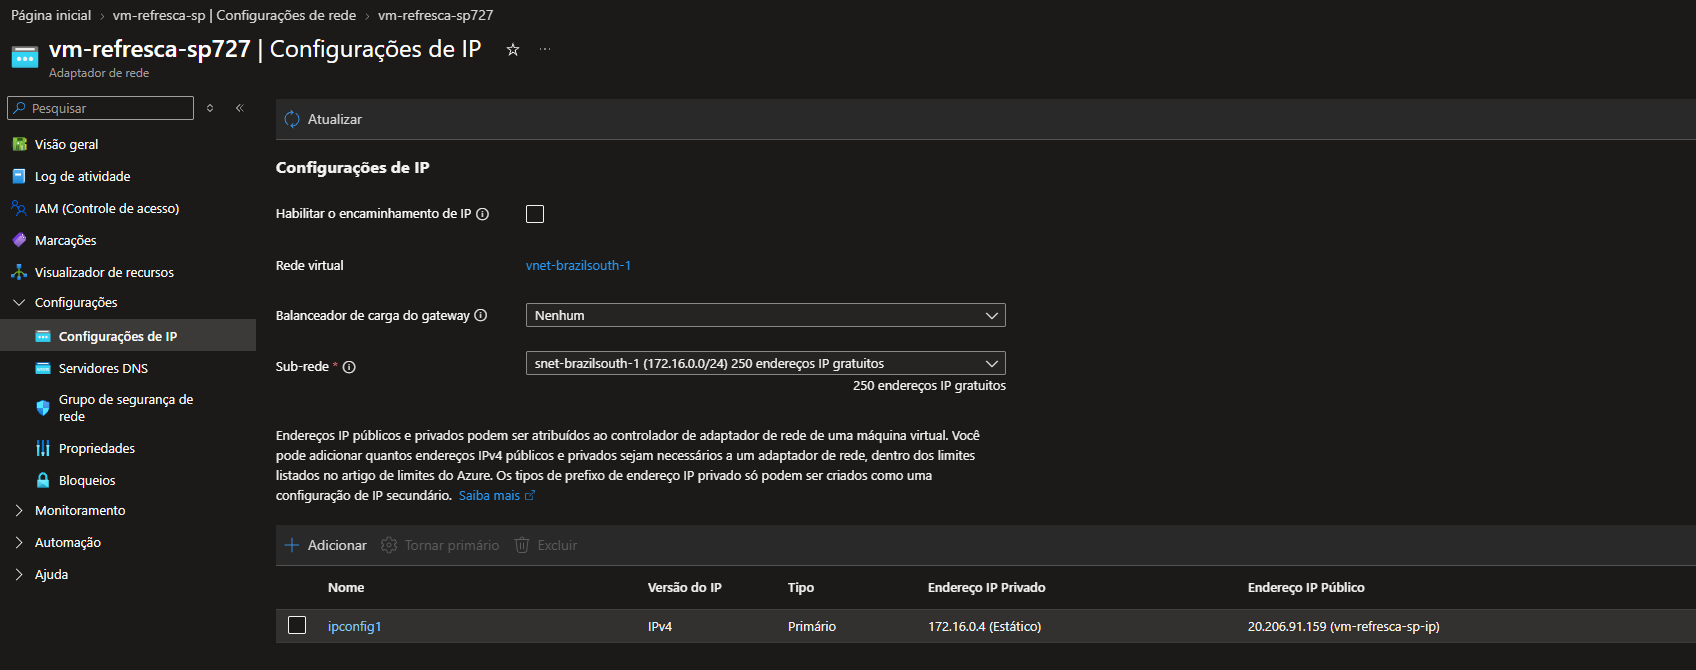 Página inicial > vm-refresca-sp | Configurações de rede > vm-refresca-sp727
vm-refresca-sp727 | Configurações de IP
Adaptador de rede
Pesquisar
Visão geral
Log de atividade
IAM (Controle de acesso)
Marcações
Visualizador de recursos
Configurações
Configurações de IP
Servidores DNS
Grupo de segurança de
rede
Propriedades
Bloqueios
Monitoramento
Automação
Ajuda
Atualizar
Configurações de IP
Habilitar o encaminhamento de IP
Rede virtual vnet-brazilsouth-1
Balanceador de carga do gateway Nenhum
Sub-rede * snet-brazilsouth-1 (172.16.0.0/24) 250 endereços IP gratuitos
250 endereços IP gratuitos
Endereços IP públicos e privados podem ser atribuídos ao controlador de adaptador de rede de uma máquina virtual. Você
pode adicionar quantos endereços IPv4 públicos e privados sejam necessários a um adaptador de rede, dentro dos limites
listados no artigo de limites do Azure. Os tipos de prefixo de endereço IP privado só podem ser criados como uma
configuração de IP secundário. Saiba mais
Adicionar Tornar primário Excluir
Nome Versão do IP Tipo Endereço IP Privado Endereço IP Público
ipconfig1 IPv4 Primário 172.16.0.4 (Estático) 20.206.91.159 (vm-refresca-sp-ip)